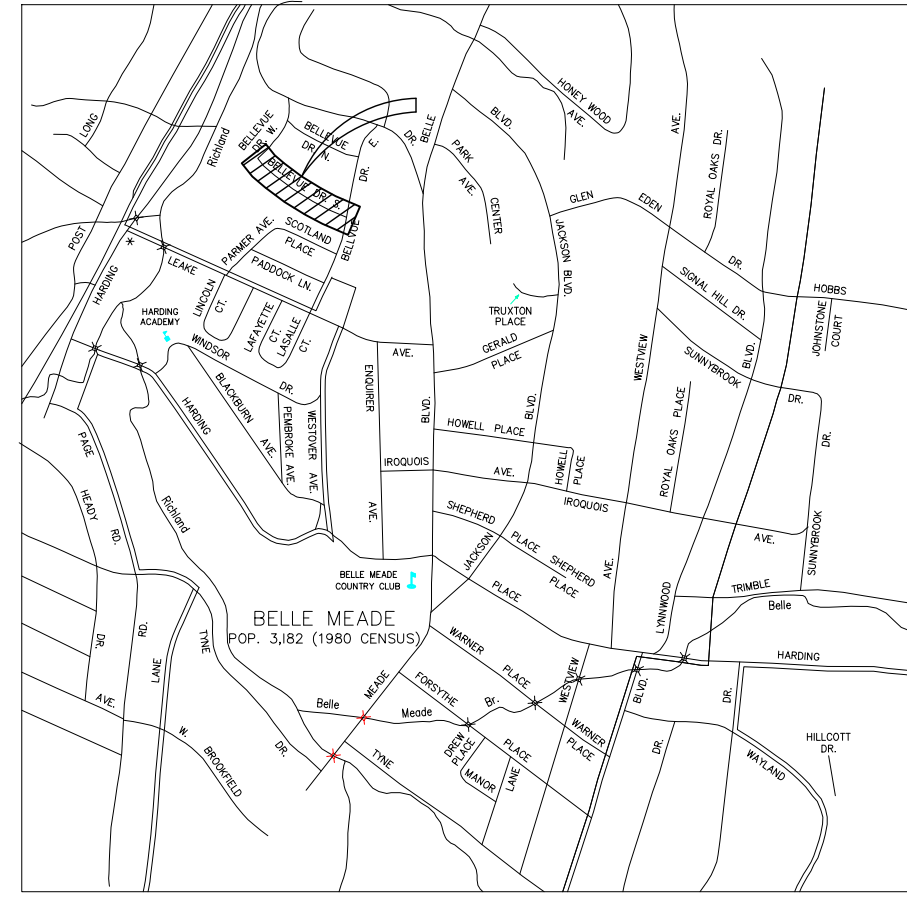 HONEY WOOD
AVE.
LONG
Richland
BELLEVUE
DR. W.
BELLEVUE
DR. N.
E.
DR.
DR.
BELLE
BLVD.
PARK
AVE.
CENTER
AVE.
ROYAL OAKS DR.
BELLEVUE DR. S.
GLEN
EDEN
DR.
POST
HARDING
*
LEAKE
PARMER AVE.
SCOTLAND
PLACE
PADDOCK LN.
BELLVUE
JACKSON BLVD.
SIGNAL HILL DR.
HOBBS
JOHNSTONE
COURT
HARDING
ACADEMY
LINCOLN
CT.
LAFAYETTE
CT.
LASALLE
CT.
TRUXTON
PLACE
GERALD
PLACE
WINDSOR
DR.
AVE.
WESTVIEW
SUNNYBROOK
DR.
BLVD.
ENQUIRER
AVE.
BLACKBURN
AVE.
HARDING
PEMBROKE AVE.
WESTOVER AVE.
BLVD.
BLVD.
HOWELL PLACE
HOWELL
PLACE
ROYAL OAKS PLACE
DR.
PAGE
RD.
HEADY
DR.
IROQUOIS
AVE.
IROQUOIS
AVE.
SUNNYBROOK
Richland
SHEPHERD
PLACE
SHEPHERD
PLACE
JACKSON
PLACE
AVE.
LYNNWOOD
TRIMBLE
Belle
BELLE MEADE
COUNTRY CLUB
BELLE MEADE
POP. 3,182 (1980 CENSUS)
RD.
LANE
TYNE
DR.
WARNER
PLACE
WESTVIEW
HARDING
AVE.
W.
BROOKFIELD
Belle
MEADE
Meade
FORSYTHE
Br.
PLACE
WARNER
PLACE
BLVD.
DR.
DR.
WAYLAND
HILLCOTT
DR.
TYNE
DREW
PLACE
MANOR
LANE